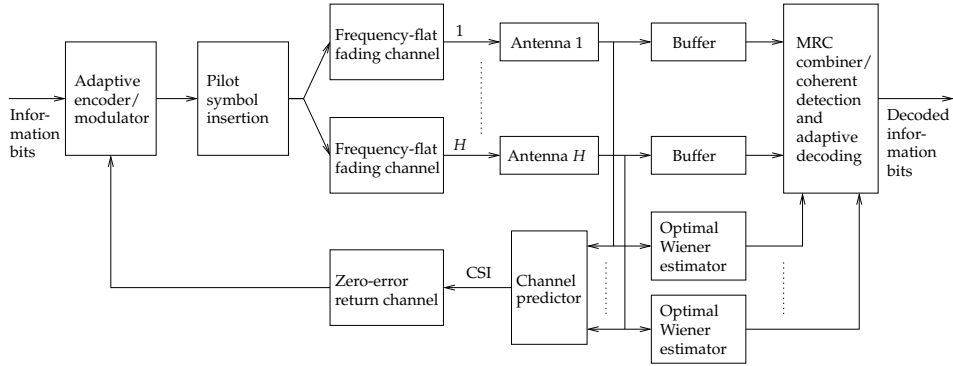 Infor-
mation
bits
Adaptive
encoder/
modulator
Pilot
symbol
insertion
Frequency-flat
fading channel
1
Antenna 1
Buffer
Frequency-flat
fading channel
H
Antenna H
Buffer
MRC
combiner/
coherent
detection
and
adaptive
decoding
Decoded
infor-
mation
bits
Zero-error
return channel
CSI
Channel
predictor
Optimal
Wiener
estimator
Optimal
Wiener
estimator